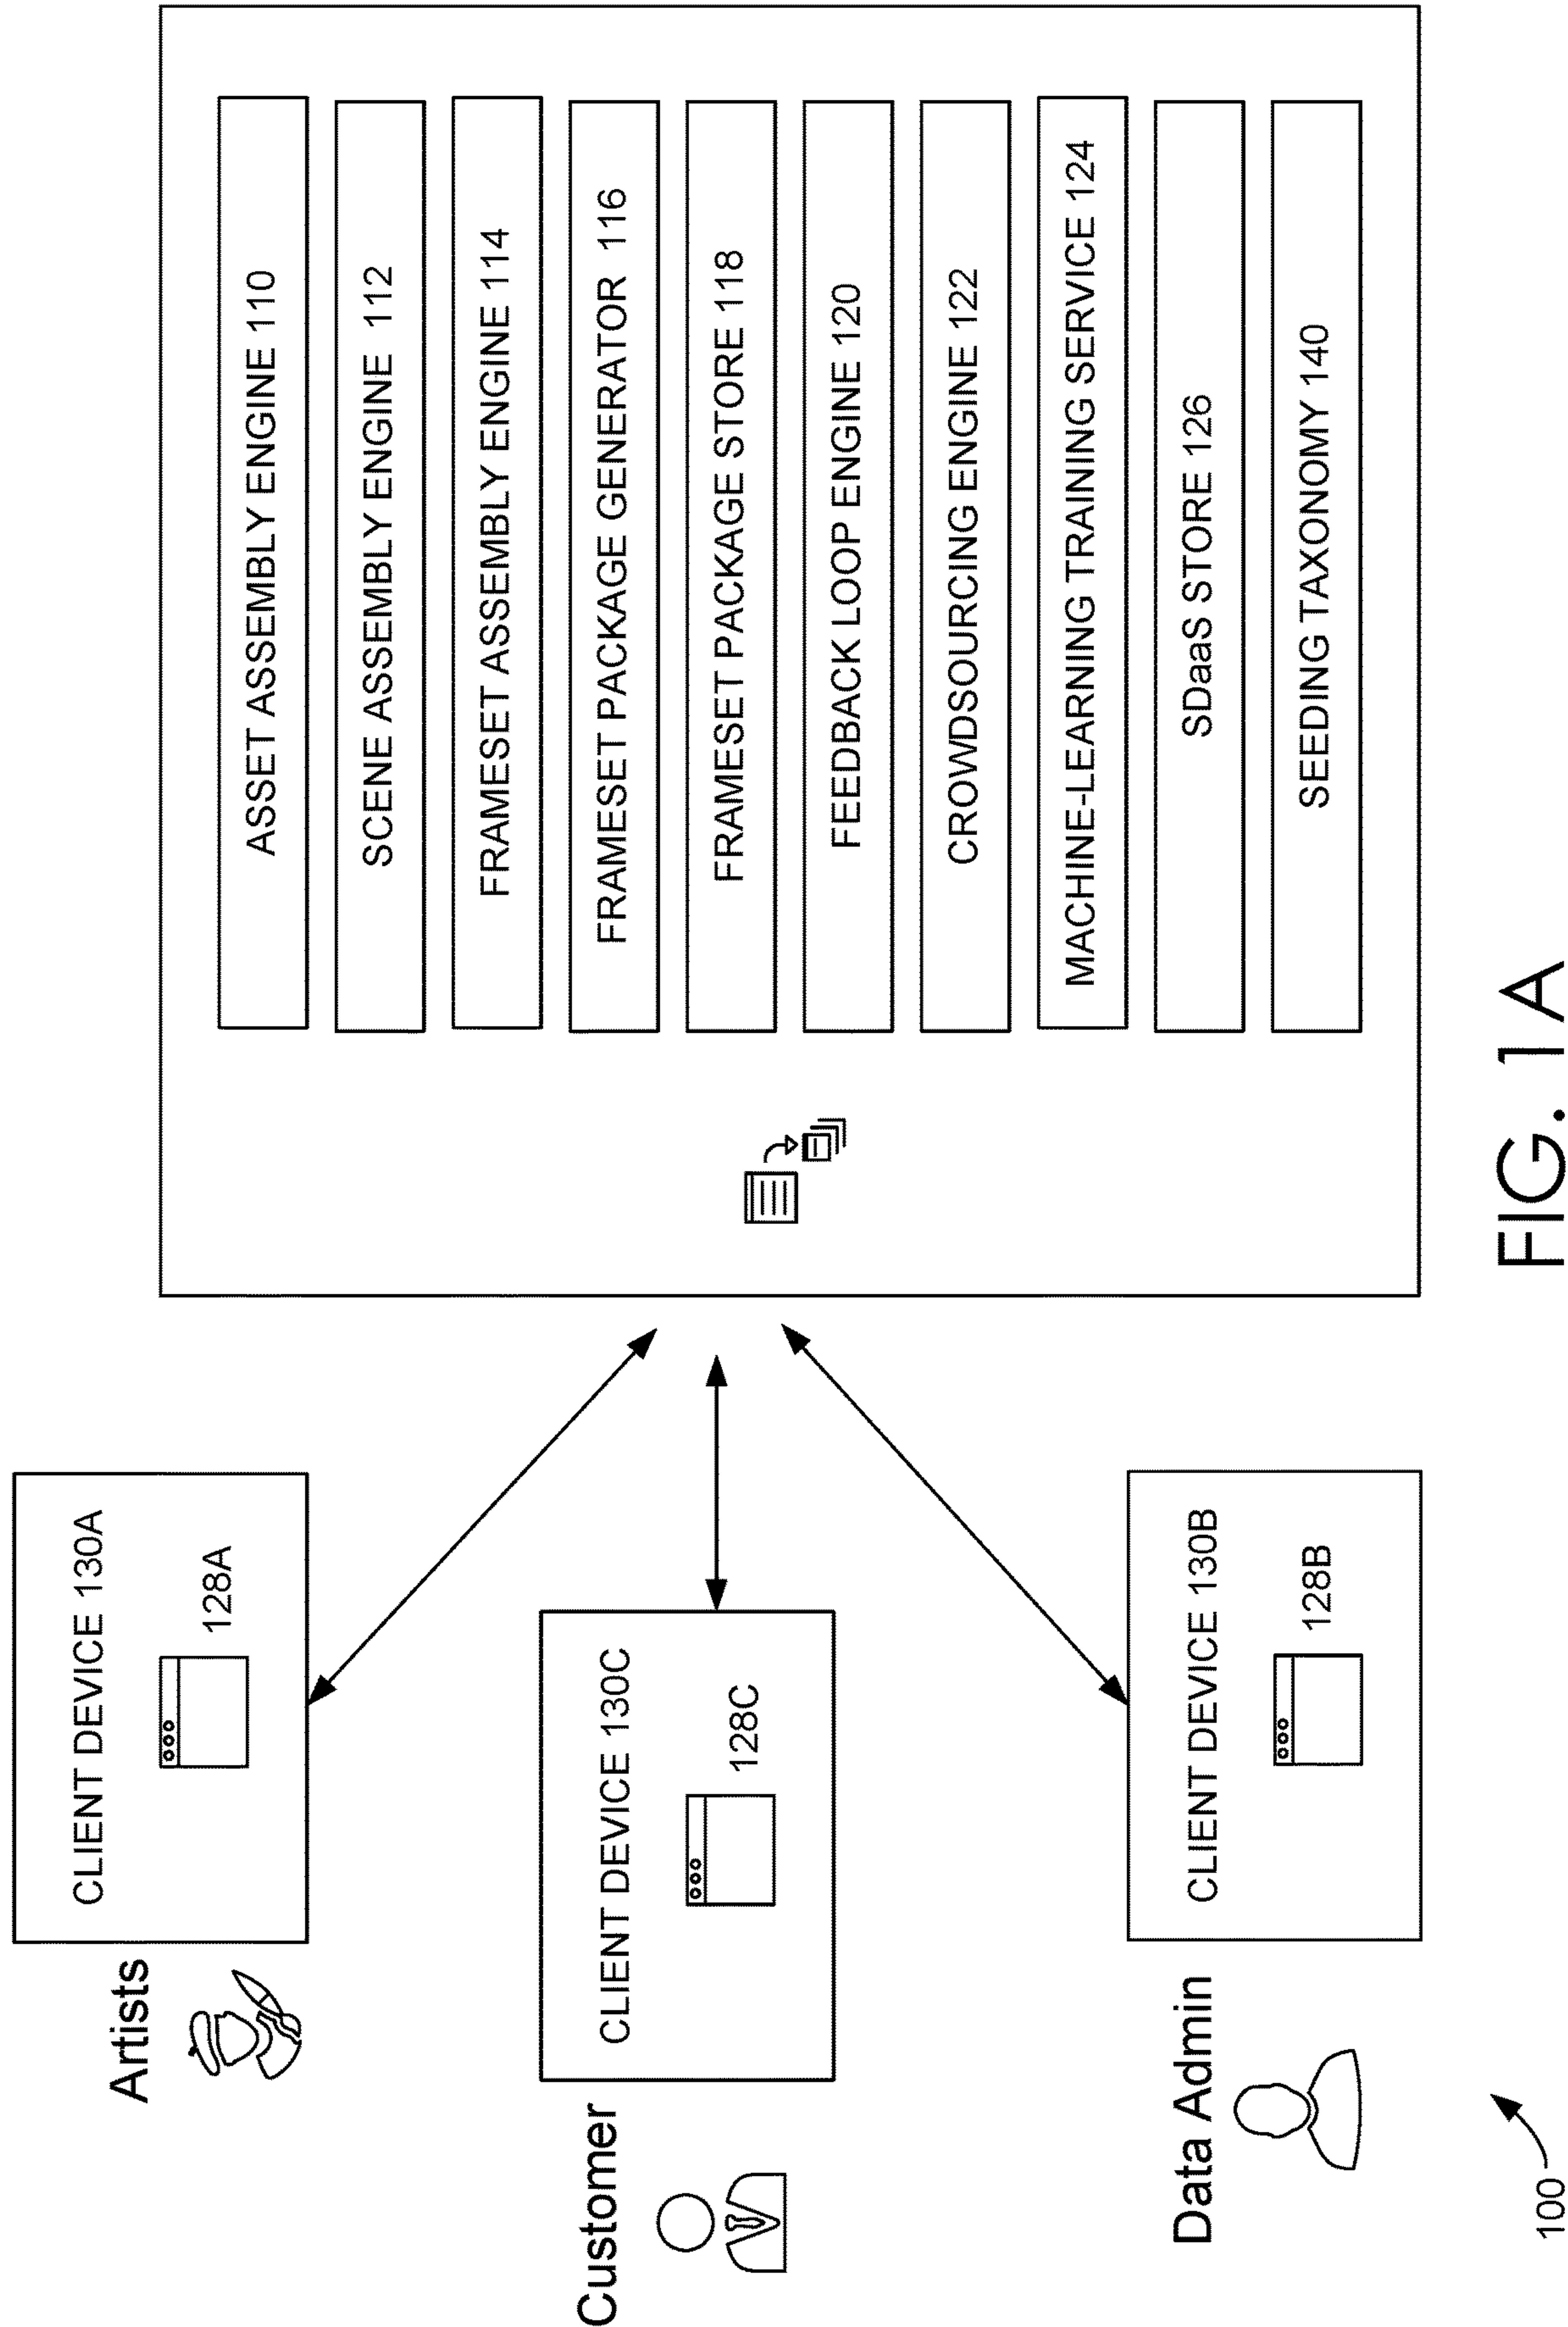 Artists
CLIENT DEVICE 130A
128A
Customer
CLIENT DEVICE 130C
128C
Data Admin
CLIENT DEVICE 130B
128B
100
ASSET ASSEMBLY ENGINE 110
SCENE ASSEMBLY ENGINE 112
FRAMESET ASSEMBLY ENGINE 114
FRAMESET PACKAGE GENERATOR 116
FRAMESET PACKAGE STORE 118
FEEDBACK LOOP ENGINE 120
CROWDSOURCING ENGINE 122
MACHINE-LEARNING TRAINING SERVICE 124
SDaaS STORE 126
SEEDING TAXONOMY 140
FIG. 1A